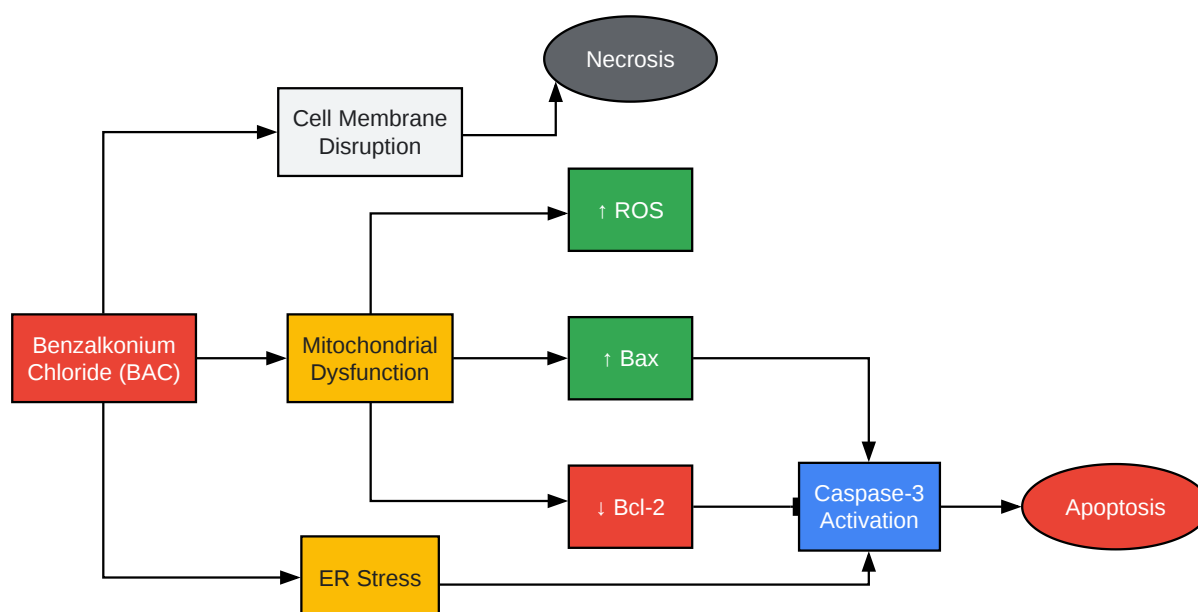 Necrosis
Cell Membrane
Disruption
↑ ROS
Benzalkonium
Chloride (BAC)
Mitochondrial
Dysfunction
↑ Bax
↓ Bcl-2
Caspase-3
Activation
Apoptosis
ER Stress